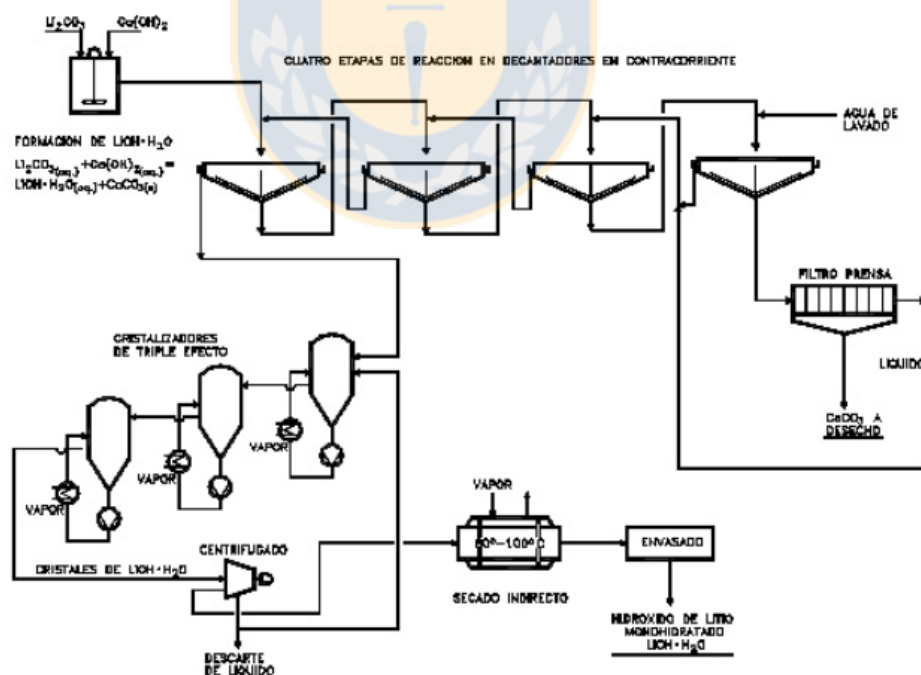 Li₂CO₃ Ca(OH)₂
CUATRO ETAPAS DE REACCION EN DECANTADORES EM CONTRACORRIENTE
AGUA DE
LAVADO
FORMACION DE LIOH·H₂O
Li₂CO₃(aq.)+Ca(OH)₂(aq.)=
LIOH·H₂O(aq.)+CaCO₃(s)
FILTRO PRENSA
LIQUIDO
CaCO₃ A
DESECHO
CRISTALIZADORES
DE TRIPLE EFECTO
VAPOR
VAPOR
VAPOR
VAPOR
CENTRIFUGADO
CRISTALES DE LIOH·H₂O
ENVASADO
SECADO INDIRECTO
DESCARTE
DE LIQUIDO
HIDROXIDO DE LITIO
MONOHIDRATADO
LIOH·H₂O